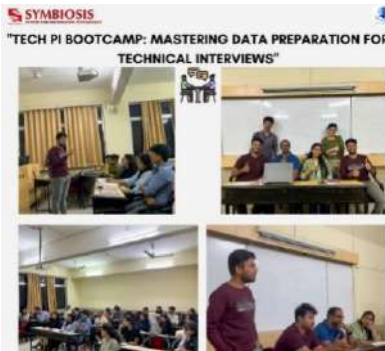 SYMBIOSIS
"TECH PI BOOTCAMP: MASTERING DATA PREPARATION FOR
TECHNICAL INTERVIEWS"